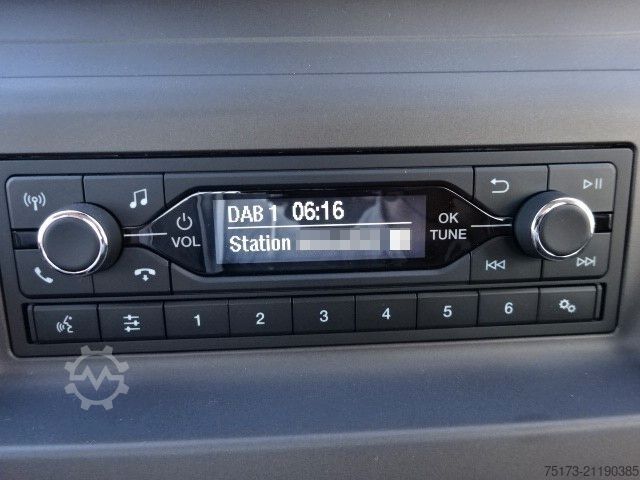 DAB 1 06:16
Station
VOL
OK
TUNE
1 2 3 4 5 6
75173-21190385